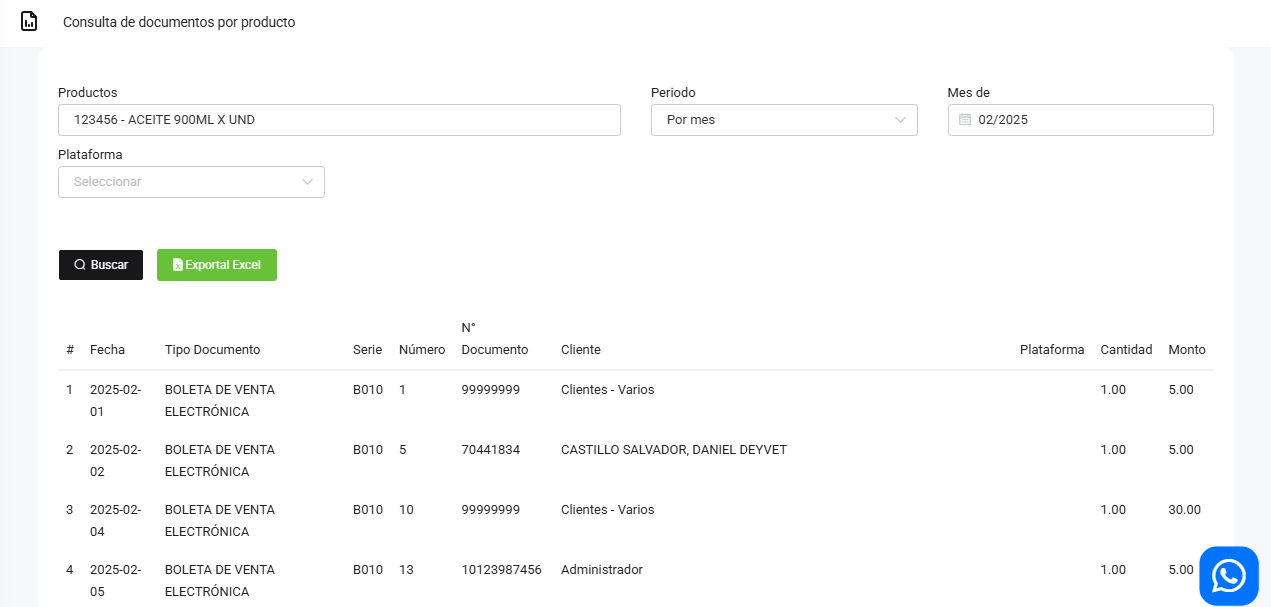 Consulta de documentos por producto
Productos
Periodo
Mes de
123456 - ACEITE 900ML X UND
Por mes
02/2025
Plataforma
Seleccionar
Buscar
Exportal Excel
# Fecha Tipo Documento Serie Número N° Documento Cliente Plataforma Cantidad Monto
1 2025-02-01 BOLETA DE VENTA ELECTRÓNICA B010 1 99999999 Clientes - Varios 1.00 5.00
2 2025-02-02 BOLETA DE VENTA ELECTRÓNICA B010 5 70441834 CASTILLO SALVADOR, DANIEL DEYVET 1.00 5.00
3 2025-02-04 BOLETA DE VENTA ELECTRÓNICA B010 10 99999999 Clientes - Varios 1.00 30.00
4 2025-02-05 BOLETA DE VENTA ELECTRÓNICA B010 13 10123987456 Administrador 1.00 5.00